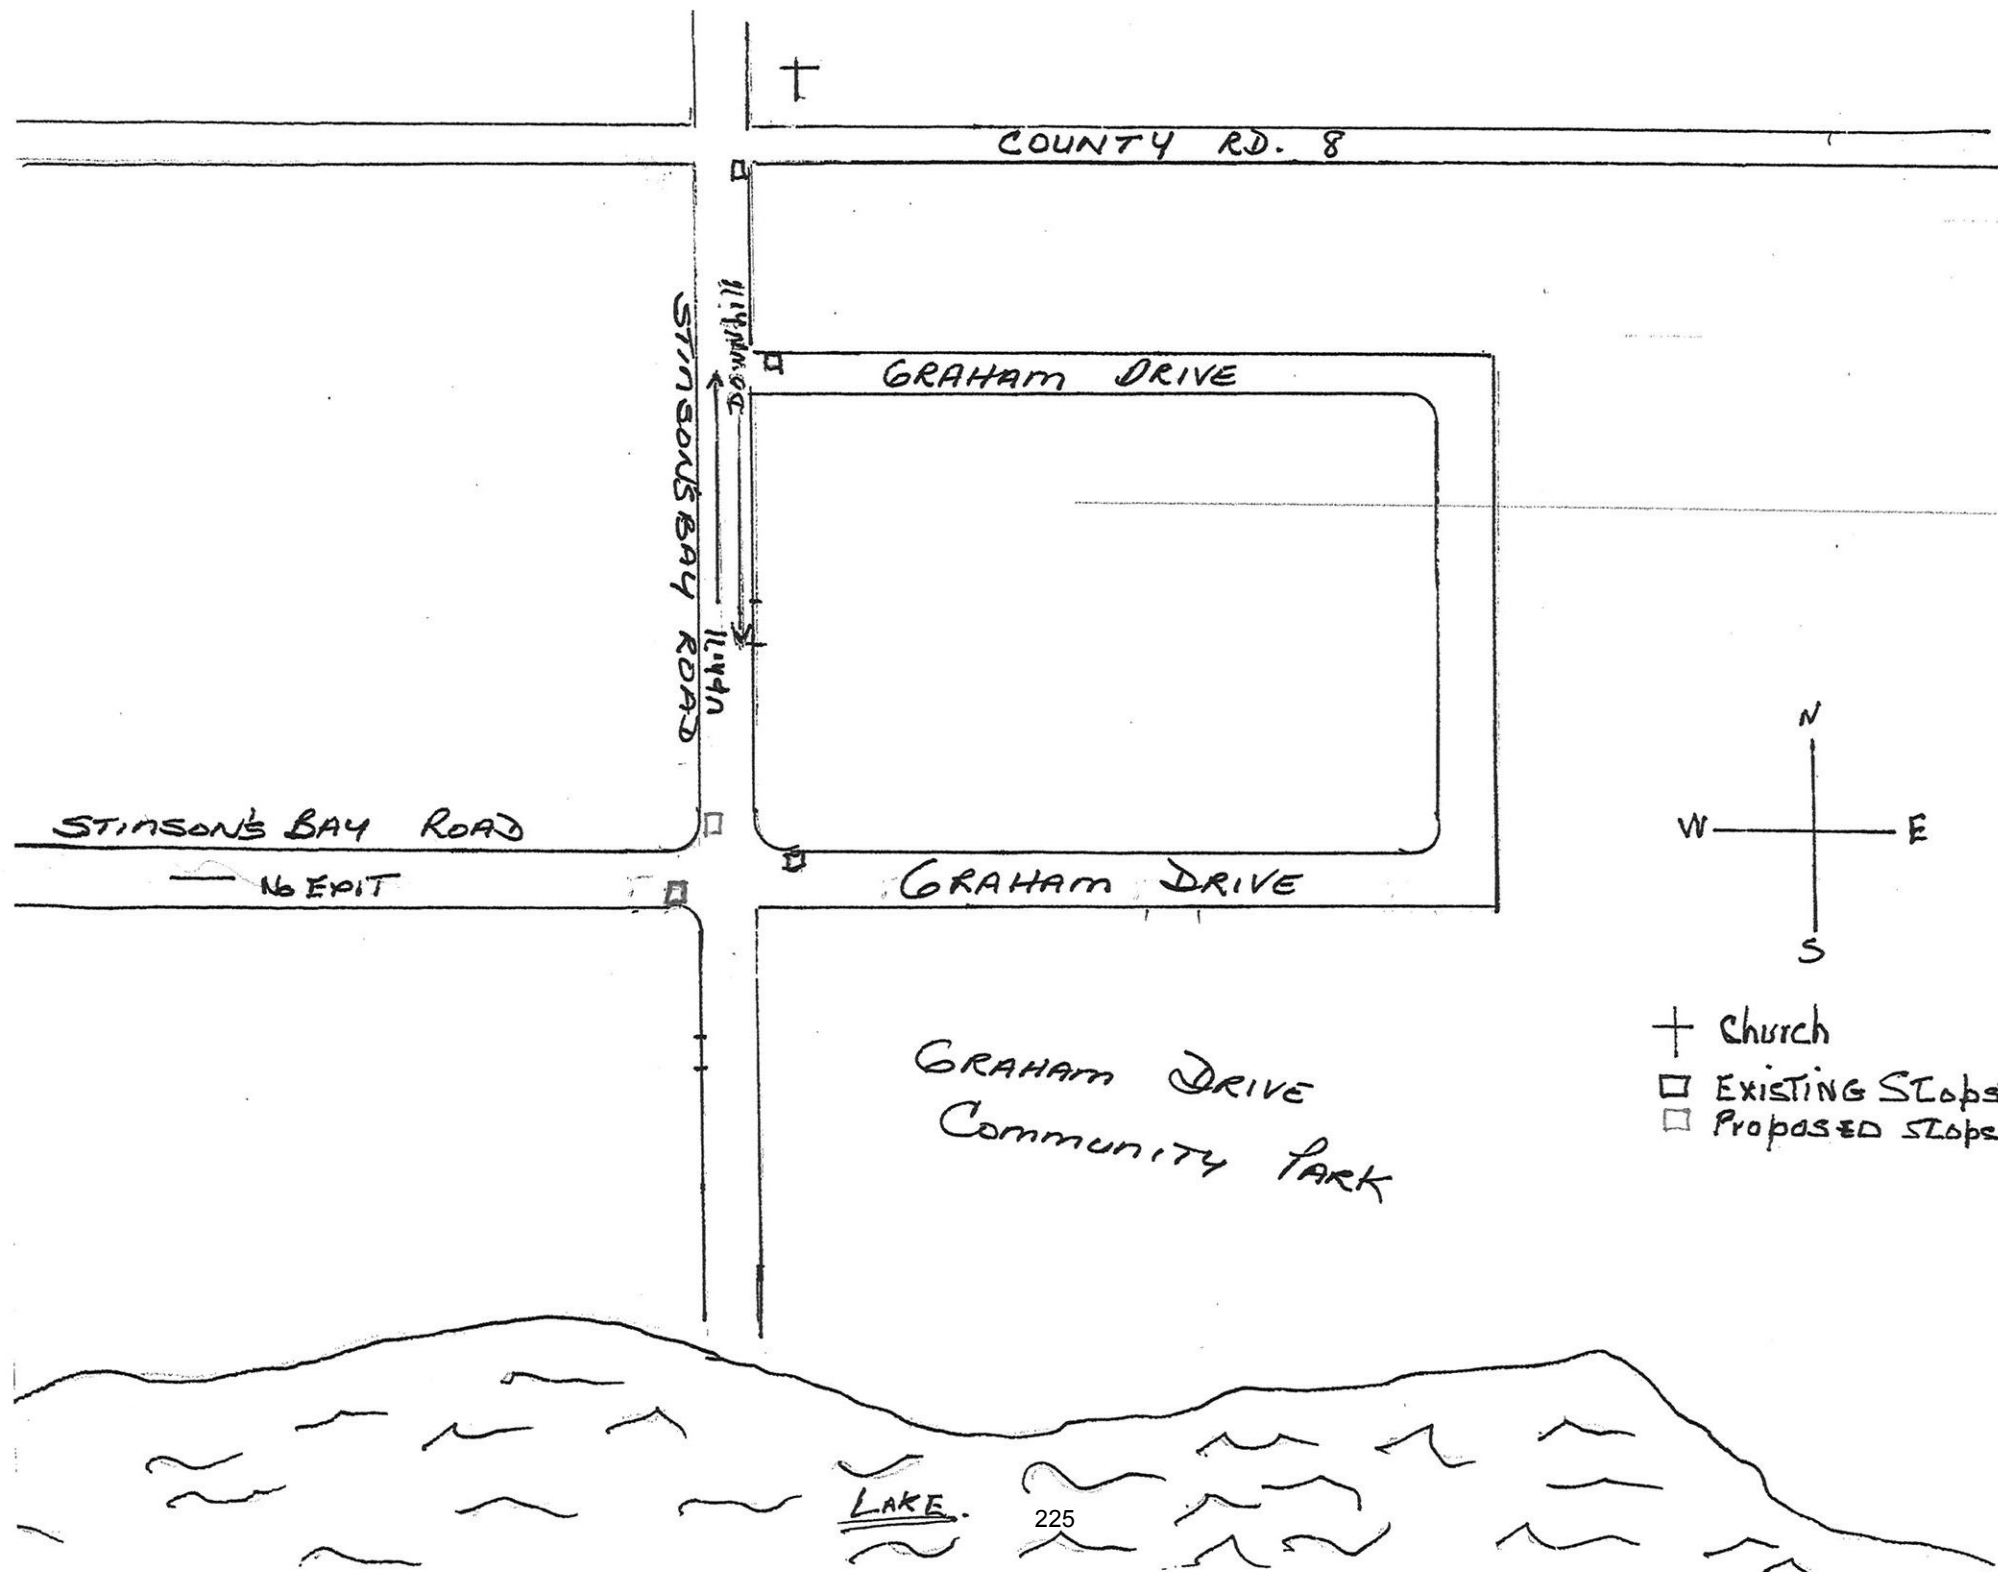 COUNTY RD. 8
Downhill
STINSON'S BAY ROAD
Uphill
GRAHAM DRIVE
STINSON'S BAY ROAD
No EXIT
GRAHAM DRIVE
N
W E
S
GRAHAM DRIVE
COMMUNITY PARK
Church
EXISTING STOPS
PROPOSED STOPS
LAKE.
225